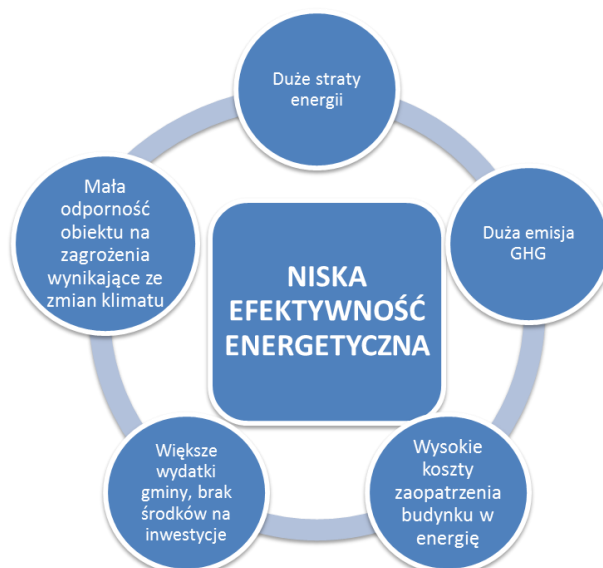 Duże straty
energii
Duża emisja
GHG
Wysokie
koszty
zaopatrzenia
budynku w
energię
Większe
wydatki
gminy, brak
środków na
inwestycje
Mała
odporność
obiektu na
zagrożenia
wynikające ze
zmian klimatu
NISKA
EFEKTYWNOŚĆ
ENERGETYCZNA